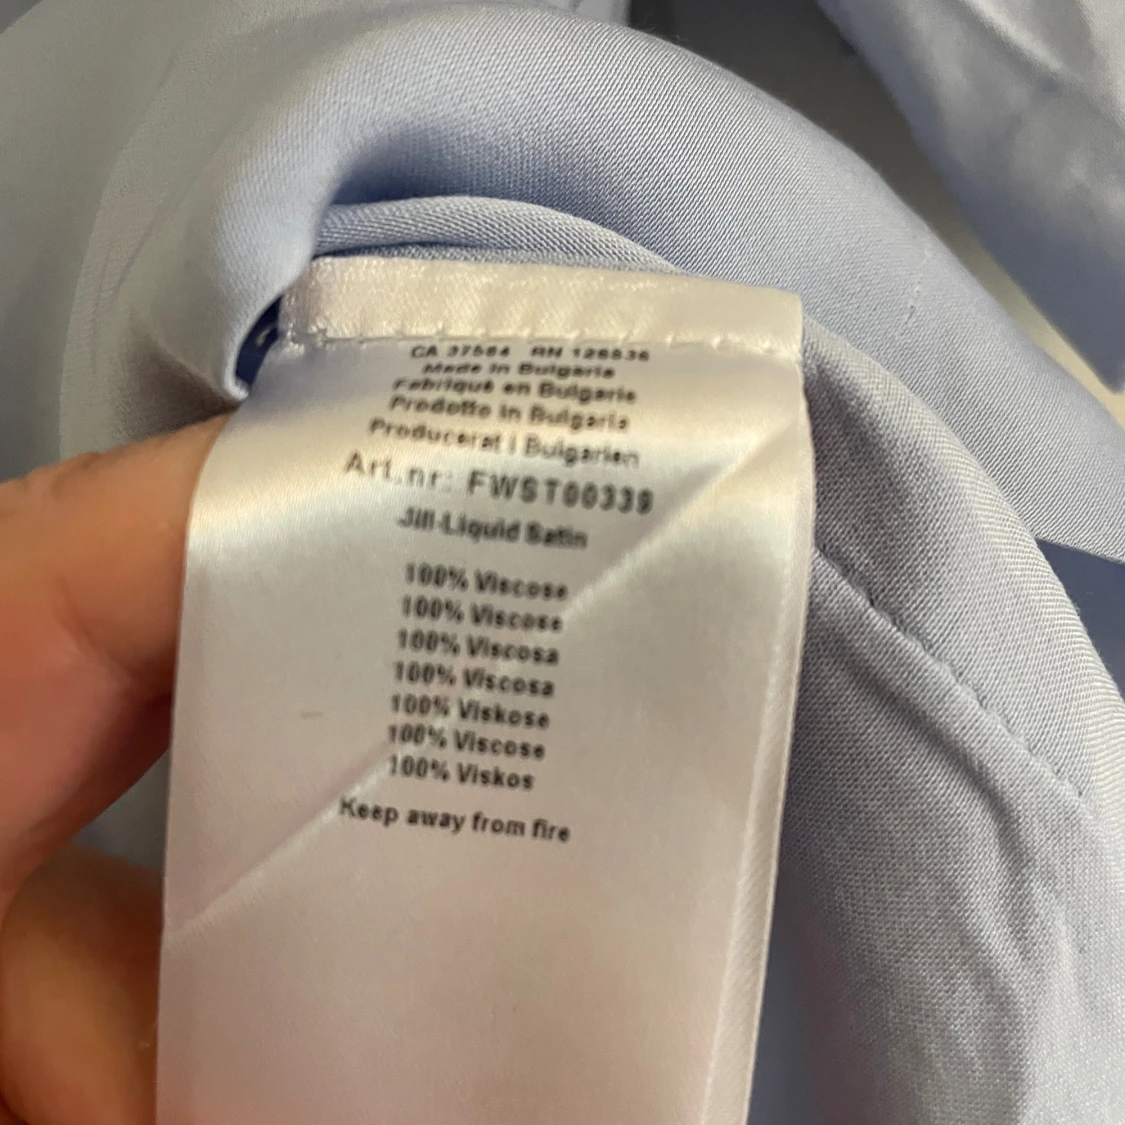 CA 37564 RN 126836
Made in Bulgaria
Fabriqué en Bulgarie
Prodotto in Bulgaria
Producerat i Bulgarien
Art.nr: FWST00339
Jill-Liquid Satin
100% Viscose
100% Viscose
100% Viscosa
100% Viscosa
100% Viskose
100% Viscose
100% Viskos
Keep away from fire